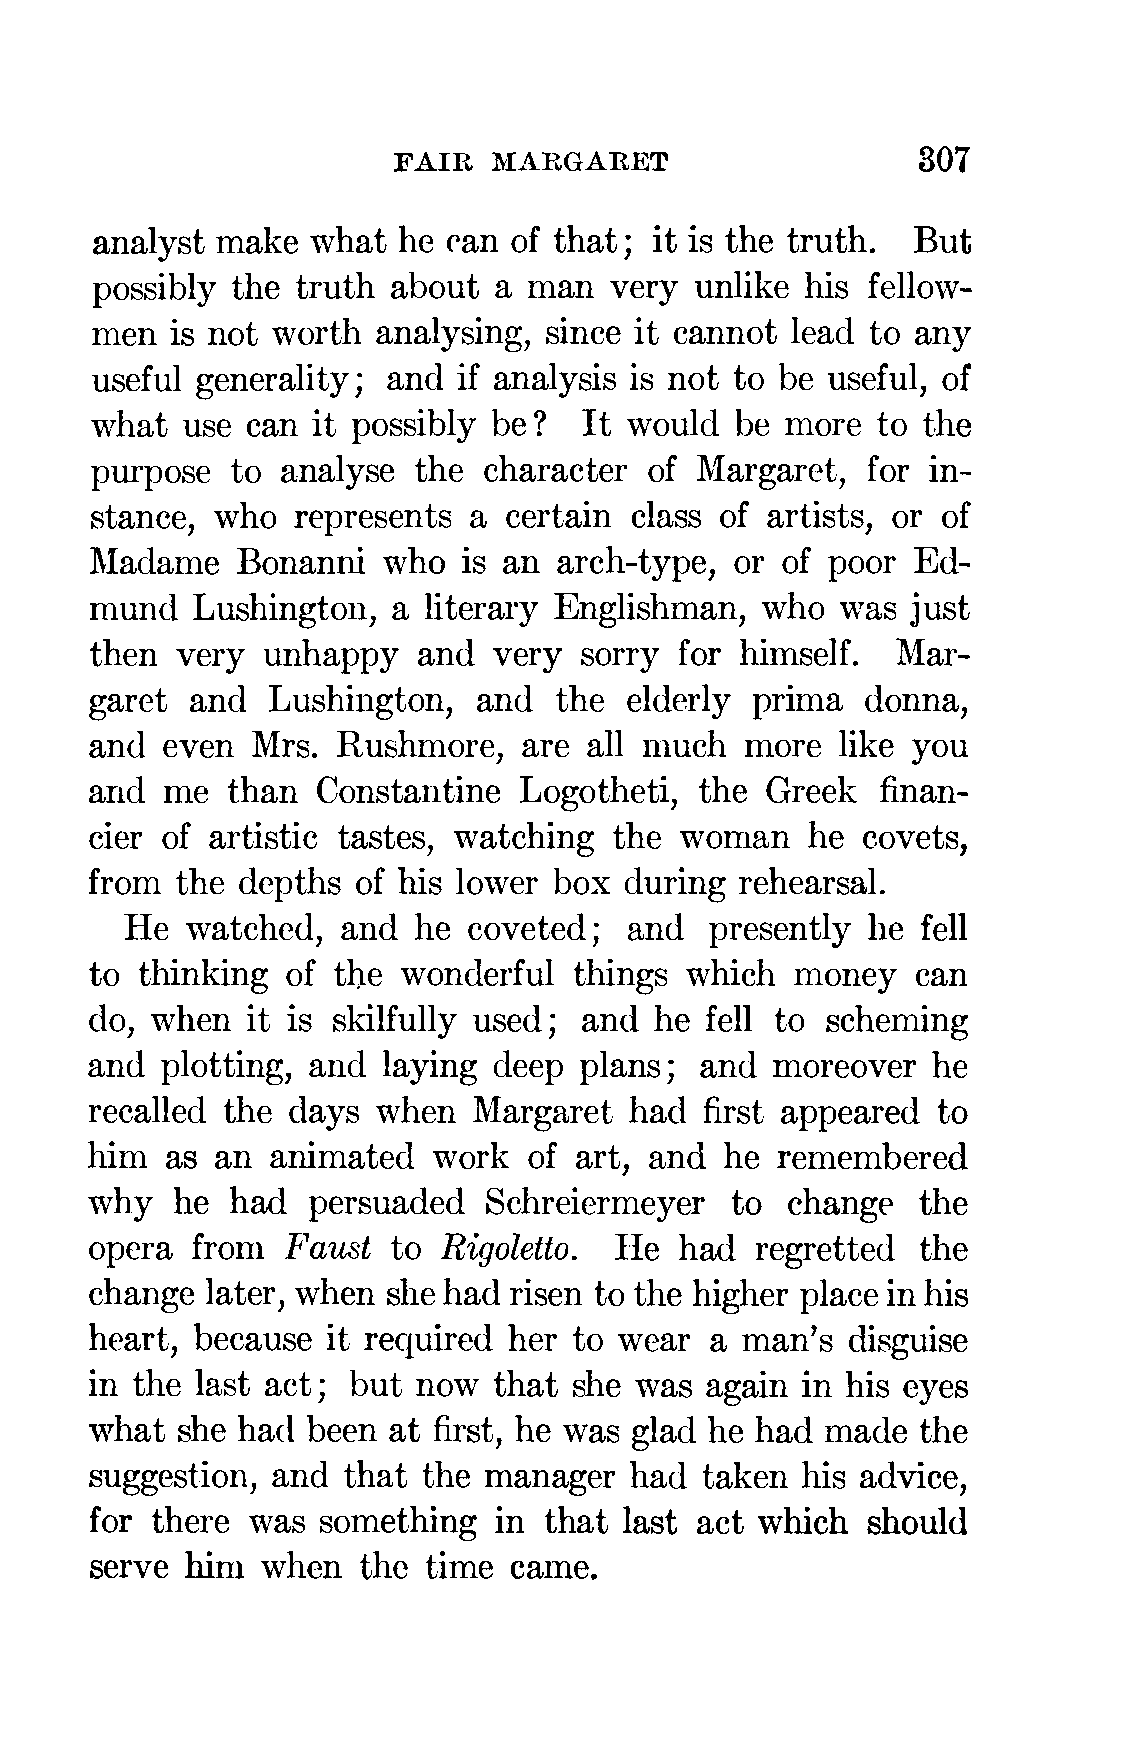 FAIR MARGARET 307
analyst make what he can of that; it is the truth. But
possibly the truth about a man very unlike his fellow-
men is not worth analysing, since it cannot lead to any
useful generality; and if analysis is not to be useful, of
what use can it possibly be? It would be more to the
purpose to analyse the character of Margaret, for in-
stance, who represents a certain class of artists, or of
Madame Bonanni who is an arch-type, or of poor Ed-
mund Lushington, a literary Englishman, who was just
then very unhappy and very sorry for himself. Mar-
garet and Lushington, and the elderly prima donna,
and even Mrs. Rushmore, are all much more like you
and me than Constantine Logotheti, the Greek finan-
cier of artistic tastes, watching the woman he covets,
from the depths of his lower box during rehearsal.
He watched, and he coveted; and presently he fell
to thinking of the wonderful things which money can
do, when it is skilfully used; and he fell to scheming
and plotting, and laying deep plans; and moreover he
recalled the days when Margaret had first appeared to
him as an animated work of art, and he remembered
why he had persuaded Schreiermeyer to change the
opera from Faust to Rigoletto. He had regretted the
change later, when she had risen to the higher place in his
heart, because it required her to wear a man's disguise
in the last act; but now that she was again in his eyes
what she had been at first, he was glad he had made the
suggestion, and that the manager had taken his advice,
for there was something in that last act which should
serve him when the time came.